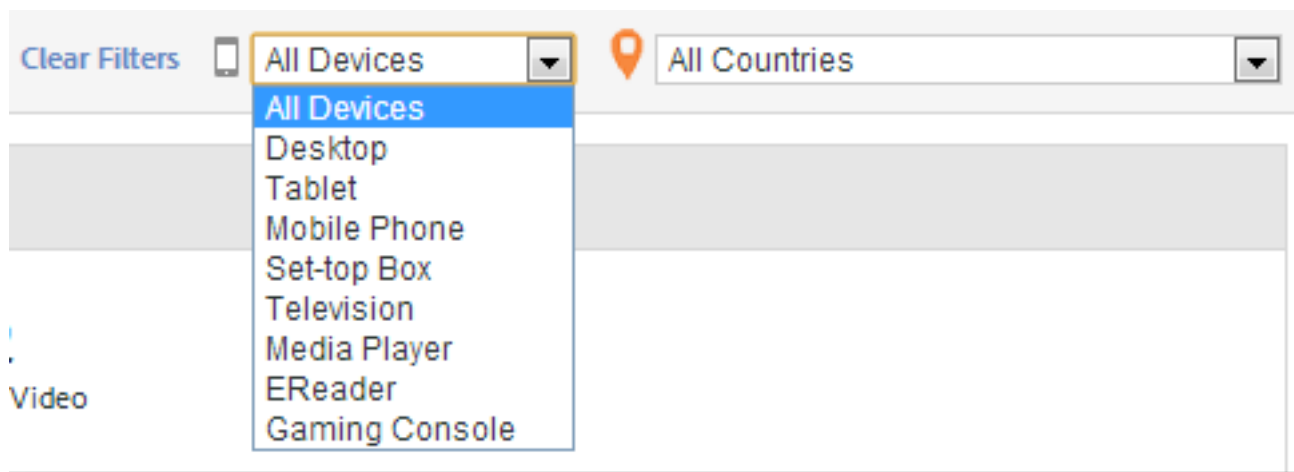 Clear Filters All Devices All Countries
All Devices
Desktop
Tablet
Mobile Phone
Set-top Box
Television
Media Player
Video
EReader
Gaming Console